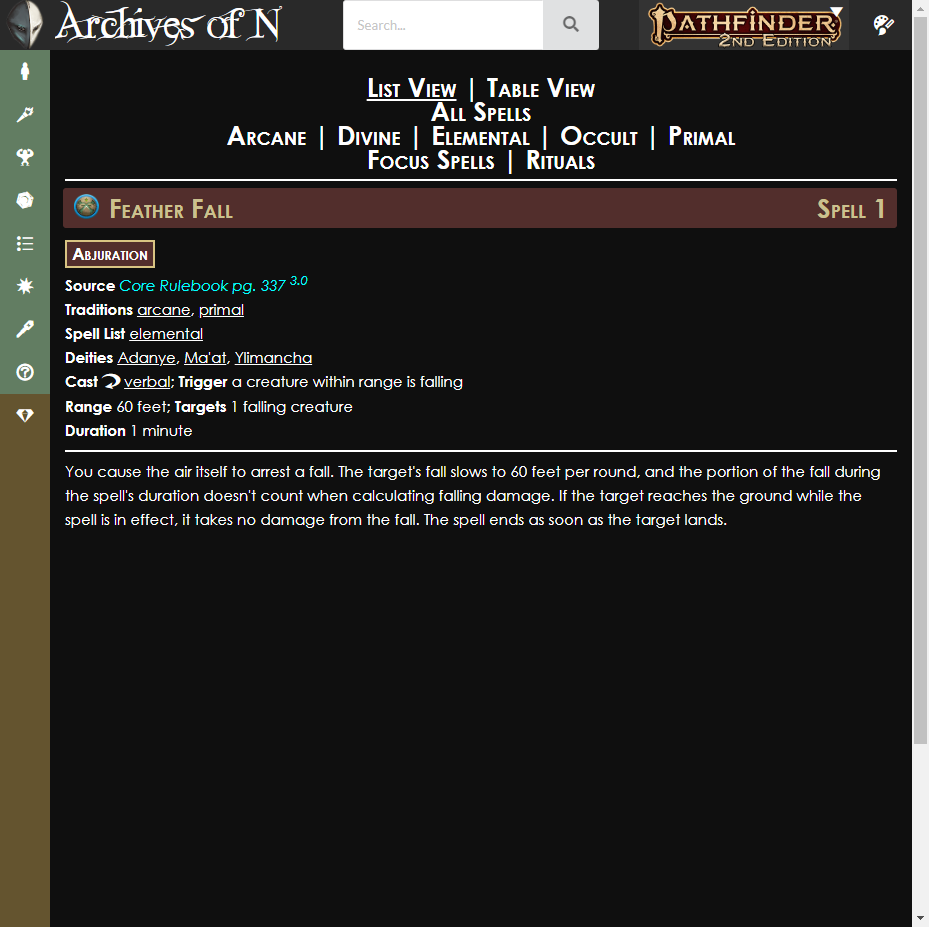 Archives of N
Search...
PATHFINDER
2ND EDITION
List View | Table View
All Spells
Arcane | Divine | Elemental | Occult | Primal
Focus Spells | Rituals
Feather Fall Spell 1
Abjuration
Source Core Rulebook pg. 337 3.0
Traditions arcane, primal
Spell List elemental
Deities Adanye, Ma'at, Ylimancha
Cast verbal; Trigger a creature within range is falling
Range 60 feet; Targets 1 falling creature
Duration 1 minute
You cause the air itself to arrest a fall. The target's fall slows to 60 feet per round, and the portion of the fall during
the spell's duration doesn't count when calculating falling damage. If the target reaches the ground while the
spell is in effect, it takes no damage from the fall. The spell ends as soon as the target lands.